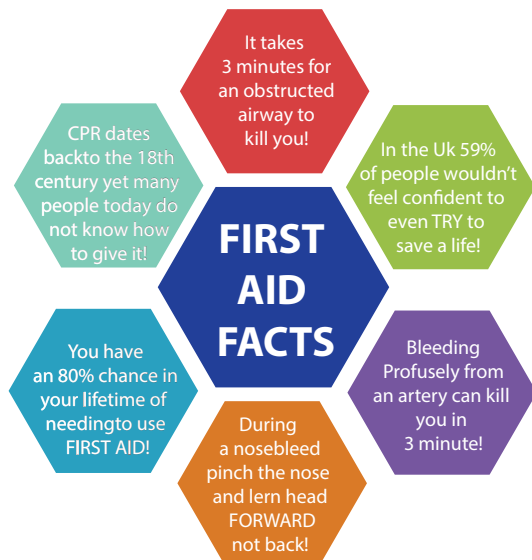 It takes
3 minutes for
an obstructed
airway to
kill you!
In the Uk 59%
of people wouldn't
feel confident to
even TRY to
save a life!
CPR dates
backto the 18th
century yet many
people today do
not know how
to give it!
FIRST
AID
FACTS
You have
an 80% chance in
your lifetime of
needingto use
FIRST AID!
Bleeding
Profusely from
an artery can kill
you in
3 minute!
During
a nosebleed
pinch the nose
and lern head
FORWARD
not back!